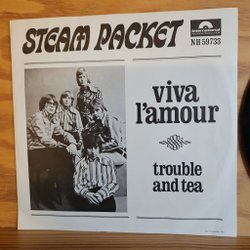 STEAM PACKET
NH 59733
viva
l'amour
trouble
and tea